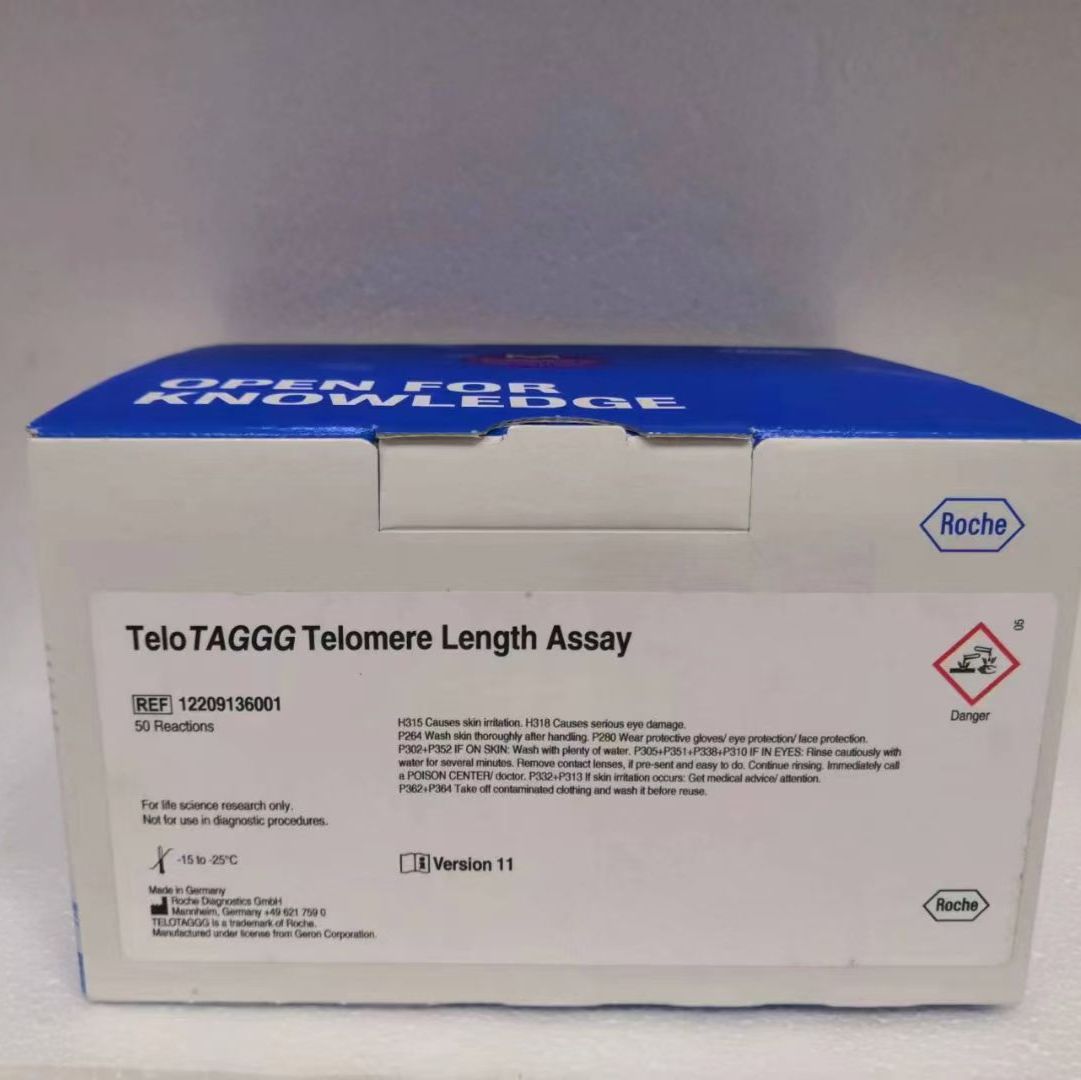 OPEN FOR
KNOWLEDGE
Roche
TeloTAGGG Telomere Length Assay
05
Danger
REF 12209136001
50 Reactions
H315 Causes skin irritation. H318 Causes serious eye damage.
P264 Wash skin thoroughly after handling. P280 Wear protective gloves/ eye protection/ face protection.
P302+P352 IF ON SKIN: Wash with plenty of water. P305+P351+P338+P310 IF IN EYES: Rinse cautiously with
water for several minutes. Remove contact lenses, if pre-sent and easy to do. Continue rinsing. Immediately call
a POISON CENTER/ doctor. P332+P313 If skin irritation occurs: Get medical advice/ attention.
P362+P364 Take off contaminated clothing and wash it before reuse.
For life science research only.
Not for use in diagnostic procedures.
-15 to -25°C
Version 11
Made in Germany
Roche Diagnostics GmbH
Mannheim, Germany +49 621 759 0
TELOTAGGG is a trademark of Roche.
Manufactured under license from Geron Corporation.
Roche